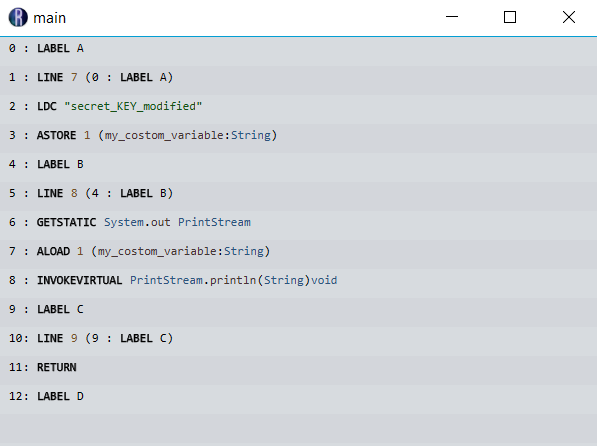 R main
0 : LABEL A
1 : LINE 7 (0 : LABEL A)
2 : LDC "secret_KEY_modified"
3 : ASTORE 1 (my_costom_variable:String)
4 : LABEL B
5 : LINE 8 (4 : LABEL B)
6 : GETSTATIC System.out PrintStream
7 : ALOAD 1 (my_costom_variable:String)
8 : INVOKEVIRTUAL PrintStream.println(String)void
9 : LABEL C
10: LINE 9 (9 : LABEL C)
11: RETURN
12: LABEL D